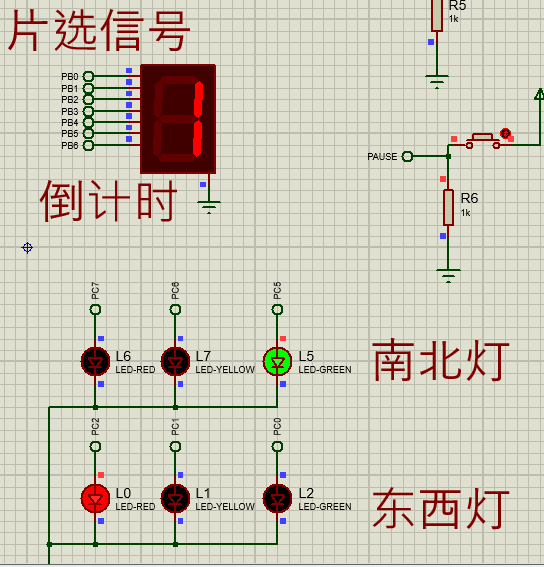 片选信号
R5
1k
PB0
PB1
PB2
PB3
PB4
PB5
PB6
PAUSE
R6
1k
倒计时
PC7
PC6
PC5
L6
LED-RED
L7
LED-YELLOW
L5
LED-GREEN
南北灯
PC2
PC1
PC0
L0
LED-RED
L1
LED-YELLOW
L2
LED-GREEN
东西灯